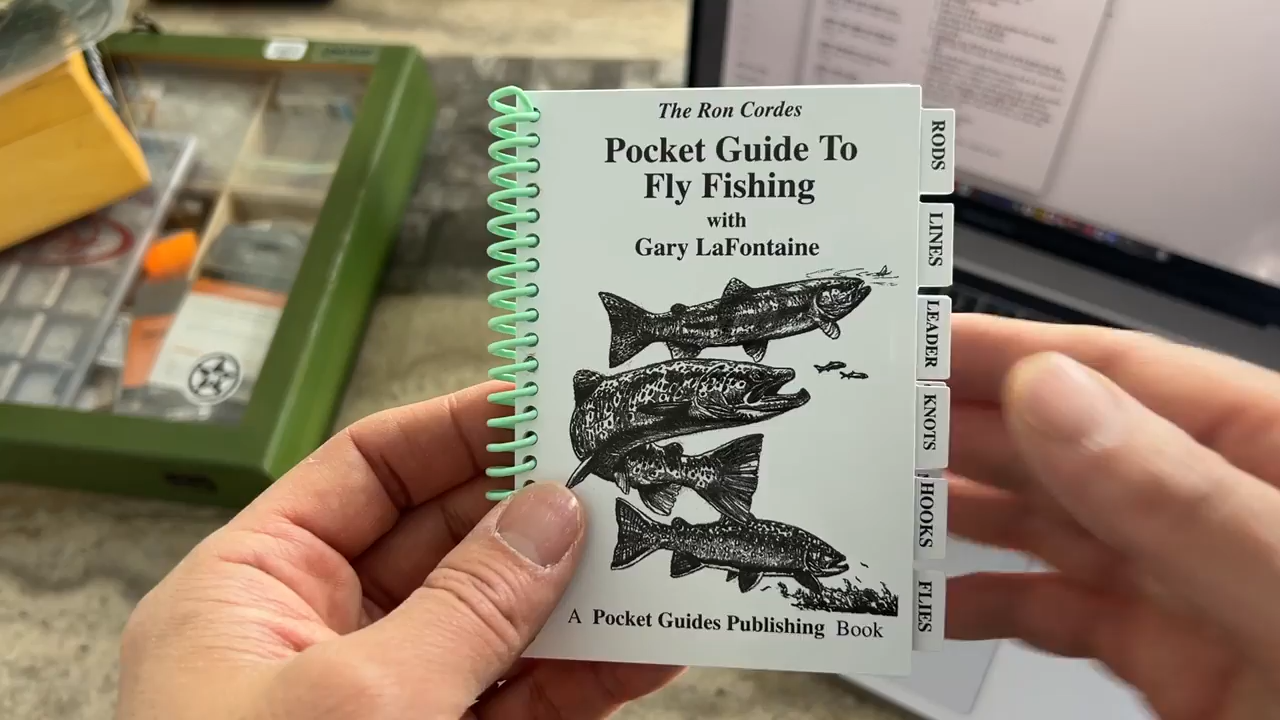 The Ron Cordes
Pocket Guide To
Fly Fishing
with
Gary LaFontaine
A Pocket Guides Publishing Book
RODS
LINES
LEADER
KNOTS
HOOKS
FLIES